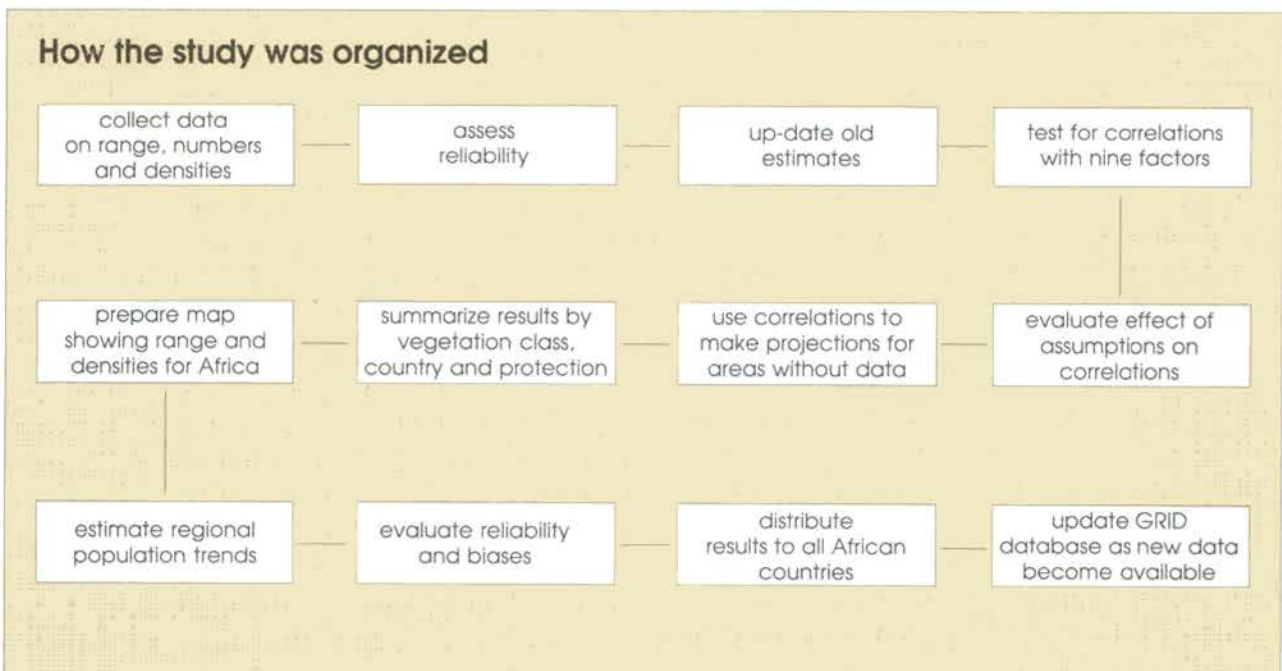 How the study was organized
collect data
on range, numbers
and densities
assess
reliability
up-date old
estimates
test for correlations
with nine factors
evaluate effect of
assumptions on
correlations
use correlations to
make projections for
areas without data
summarize results by
vegetation class,
country and protection
prepare map
showing range and
densities for Africa
estimate regional
population trends
evaluate reliability
and biases
distribute
results to all African
countries
update GRID
database as new data
become available